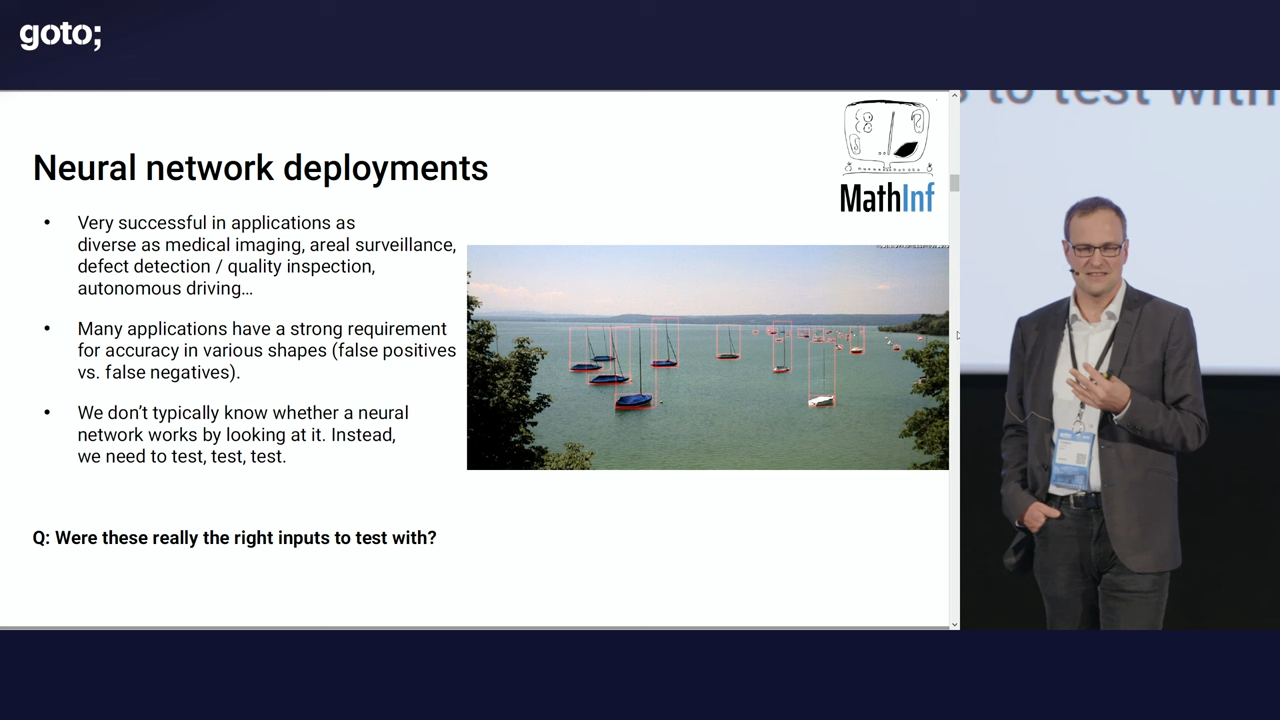 goto;
s to test with
MathInf
Neural network deployments
• Very successful in applications as
diverse as medical imaging, areal surveillance,
defect detection / quality inspection,
autonomous driving…
• Many applications have a strong requirement
for accuracy in various shapes (false positives
vs. false negatives).
• We don’t typically know whether a neural
network works by looking at it. Instead,
we need to test, test, test.
Q: Were these really the right inputs to test with?